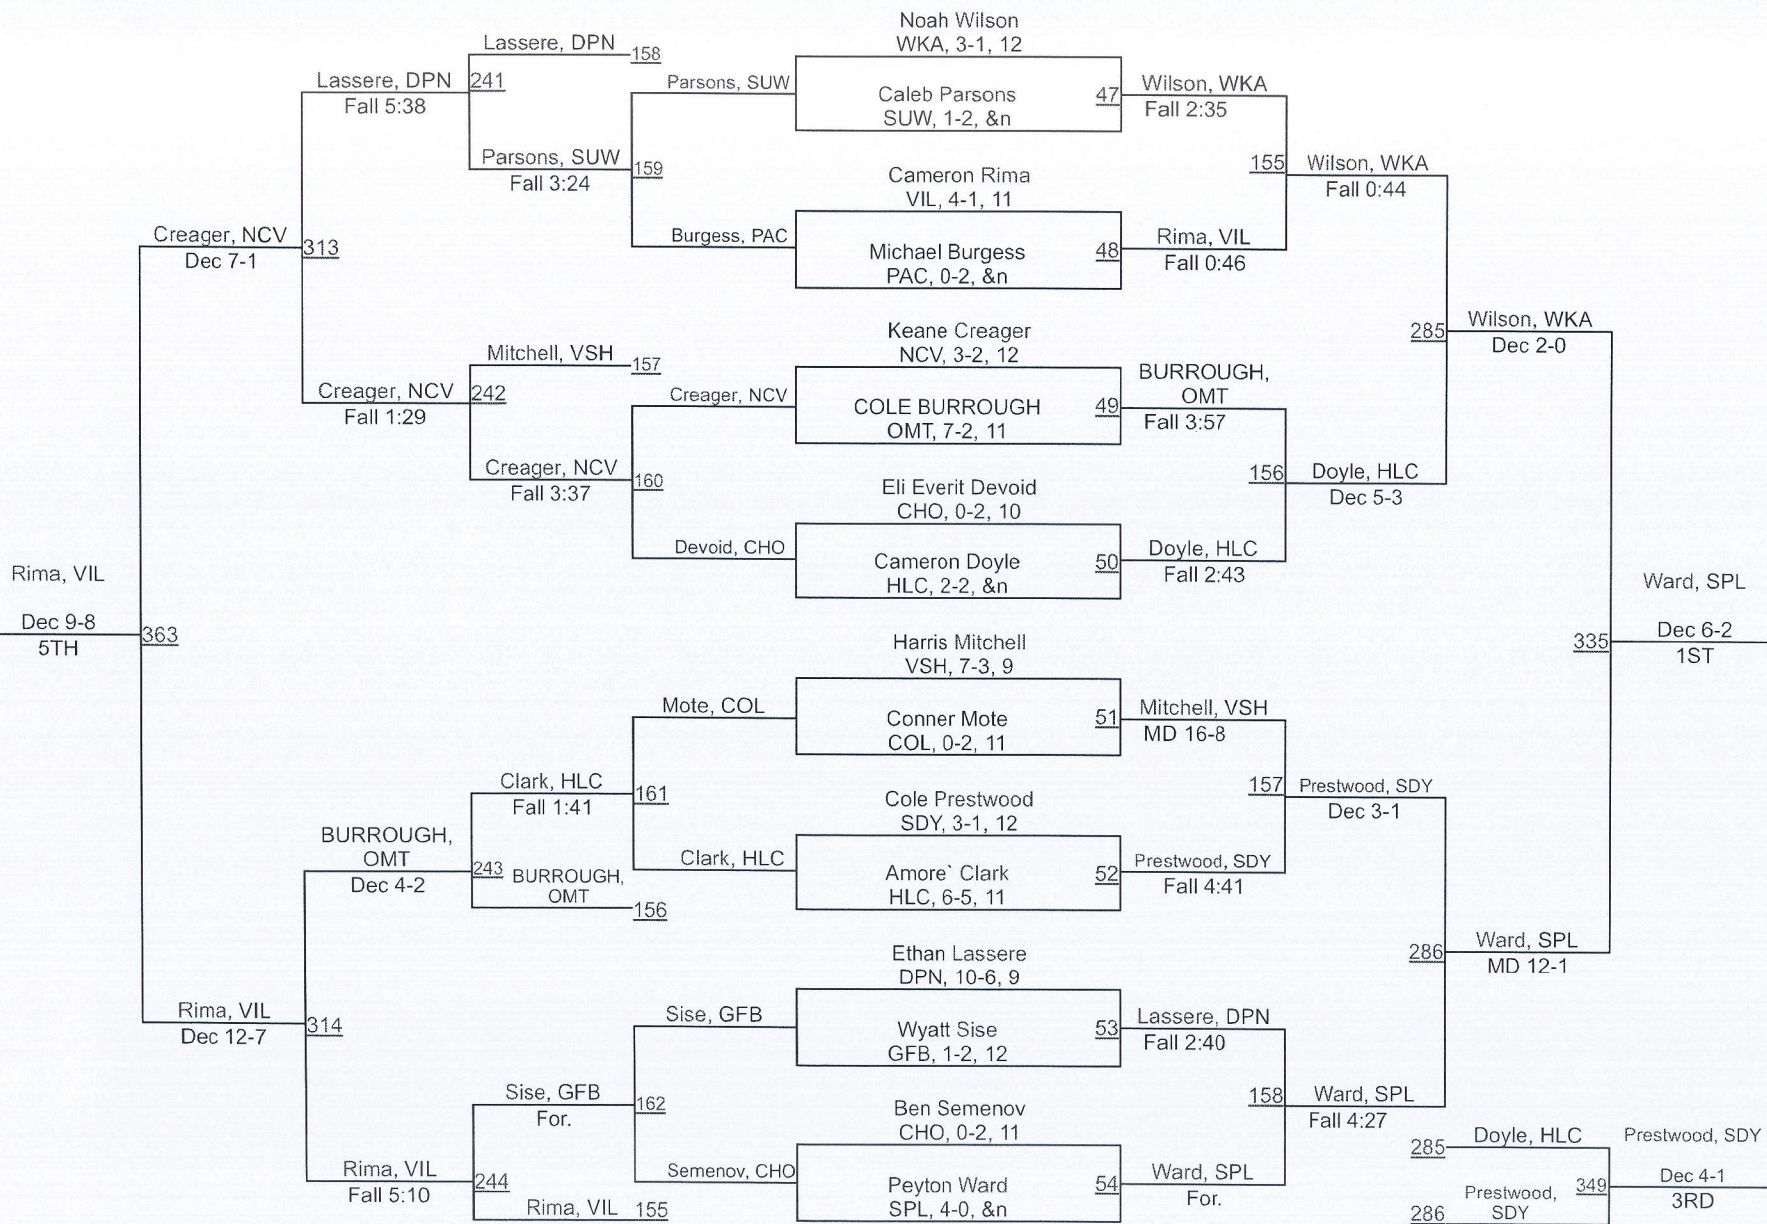 Noah Wilson
WKA, 3-1, 12
Caleb Parsons
SUW, 1-2, &n
47
Cameron Rima
VIL, 4-1, 11
Michael Burgess
PAC, 0-2, &n
48
Keane Creager
NCV, 3-2, 12
COLE BURROUGH
OMT, 7-2, 11
49
Eli Everit Devoid
CHO, 0-2, 10
Cameron Doyle
HLC, 2-2, &n
50
Harris Mitchell
VSH, 7-3, 9
Conner Mote
COL, 0-2, 11
51
Cole Prestwood
SDY, 3-1, 12
Amore` Clark
HLC, 6-5, 11
52
Ethan Lassere
DPN, 10-6, 9
Wyatt Sise
GFB, 1-2, 12
53
Ben Semenov
CHO, 0-2, 11
Peyton Ward
SPL, 4-0, &n
54
Wilson, WKA
Fall 2:35
155
Rima, VIL
Fall 0:46
BURROUGH,
OMT
Fall 3:57
156
Doyle, HLC
Fall 2:43
Mitchell, VSH
MD 16-8
157
Prestwood, SDY
Fall 4:41
Lassere, DPN
Fall 2:40
158
Ward, SPL
For.
Wilson, WKA
Fall 0:44
285
Doyle, HLC
Dec 5-3
Prestwood, SDY
Dec 3-1
286
Ward, SPL
Fall 4:27
Wilson, WKA
Dec 2-0
335
Ward, SPL
MD 12-1
Ward, SPL
Dec 6-2
1ST
285
Doyle, HLC
286
Prestwood,
SDY
349
Prestwood, SDY
Dec 4-1
3RD
Parsons, SUW
159
Burgess, PAC
Creager, NCV
160
Devoid, CHO
Mote, COL
161
Clark, HLC
Sise, GFB
162
Semenov, CHO
Lassere, DPN
158
241
Parsons, SUW
Fall 3:24
Mitchell, VSH
157
242
Creager, NCV
Fall 3:37
Clark, HLC
Fall 1:41
243
BURROUGH,
OMT
156
Sise, GFB
For.
244
Rima, VIL
155
Lassere, DPN
Fall 5:38
313
Creager, NCV
Fall 1:29
BURROUGH,
OMT
Dec 4-2
314
Rima, VIL
Fall 5:10
Creager, NCV
Dec 7-1
363
Rima, VIL
Dec 12-7
Rima, VIL
Dec 9-8
5TH